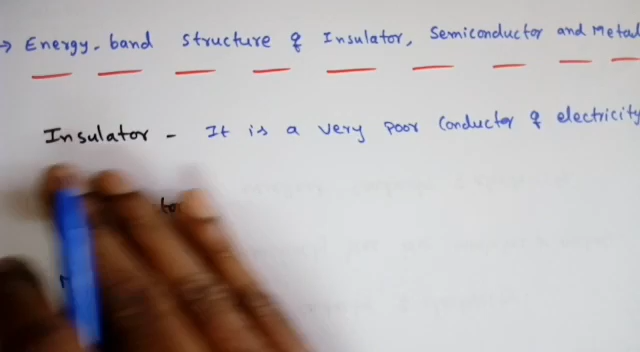 → Energy-band structure of Insulator, Semiconductor and Metal
Insulator - It is a very poor conductor of electricity